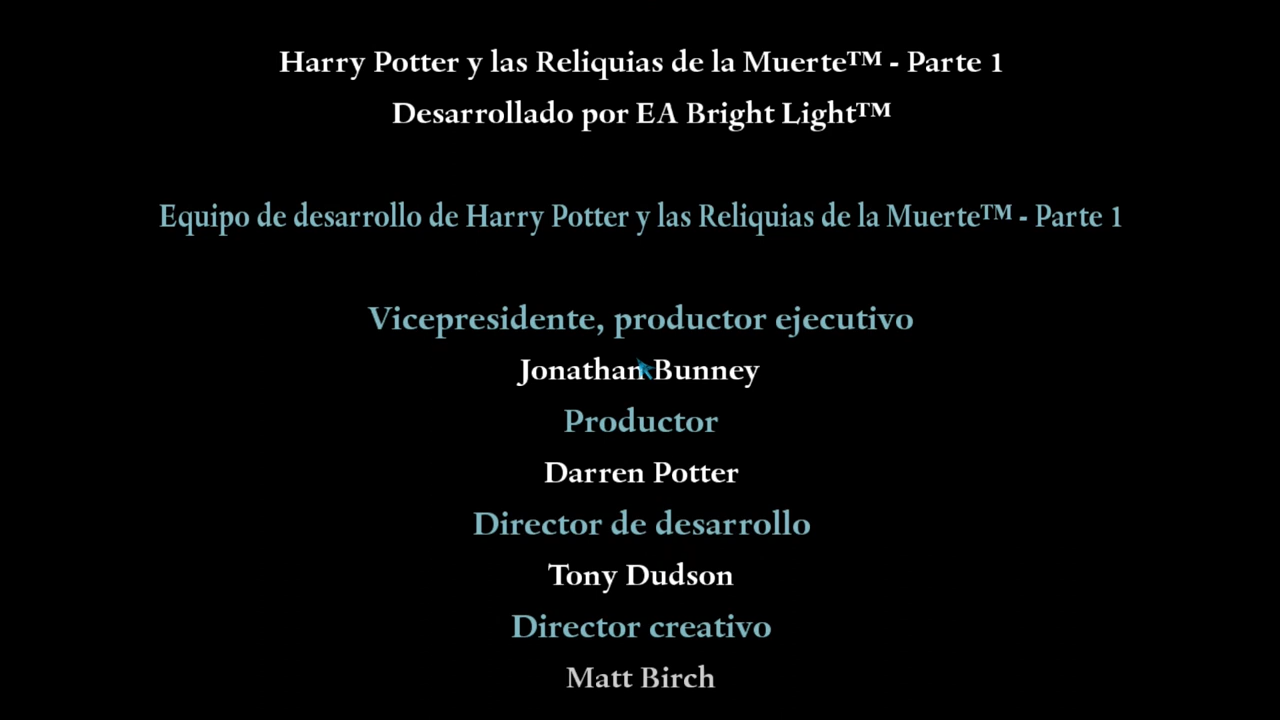 Harry Potter y las Reliquias de la Muerte™ - Parte 1
Desarrollado por EA Bright Light™
Equipo de desarrollo de Harry Potter y las Reliquias de la Muerte™ - Parte 1
Vicepresidente, productor ejecutivo
Jonathan Bunney
Productor
Darren Potter
Director de desarrollo
Tony Dudson
Director creativo
Matt Birch